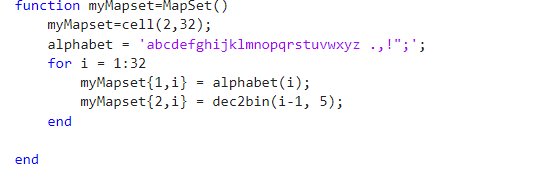 function myMapset=MapSet()
    myMapset=cell(2,32);
    alphabet = 'abcdefghijklmnopqrstuvwxyz .,!";';
    for i = 1:32
        myMapset{1,i} = alphabet(i);
        myMapset{2,i} = dec2bin(i-1, 5);
    end
end